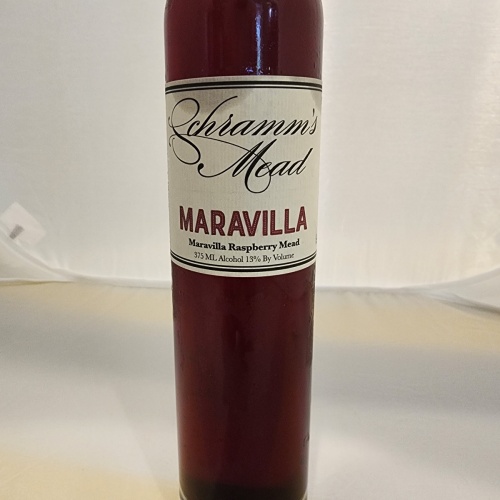 Schramm's
Mead
MARAVILLA
Maravilla Raspberry Mead
375 ML Alcohol 13% By Volume